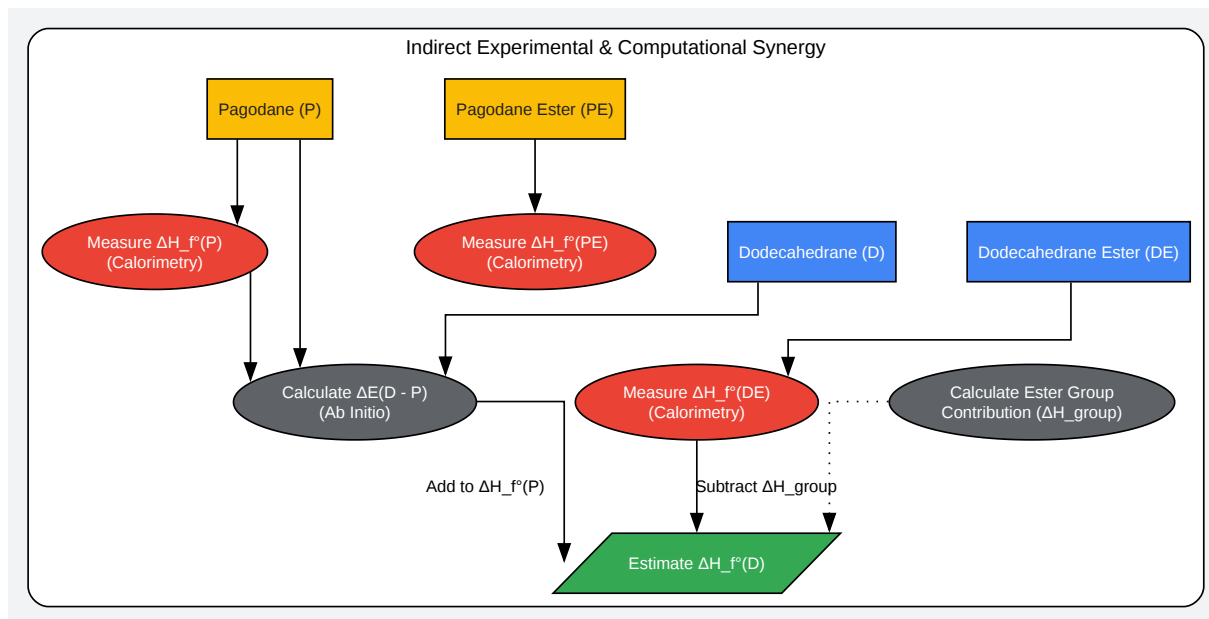 Indirect Experimental & Computational Synergy
Pagodane (P)
Pagodane Ester (PE)
Measure ΔH_f°(P)
(Calorimetry)
Measure ΔH_f°(PE)
(Calorimetry)
Dodecahedrane (D)
Dodecahedrane Ester (DE)
Calculate ΔE(D - P)
(Ab Initio)
Measure ΔH_f°(DE)
(Calorimetry)
Calculate Ester Group
Contribution (ΔH_group)
Add to ΔH_f°(P)
Subtract ΔH_group
Estimate ΔH_f°(D)